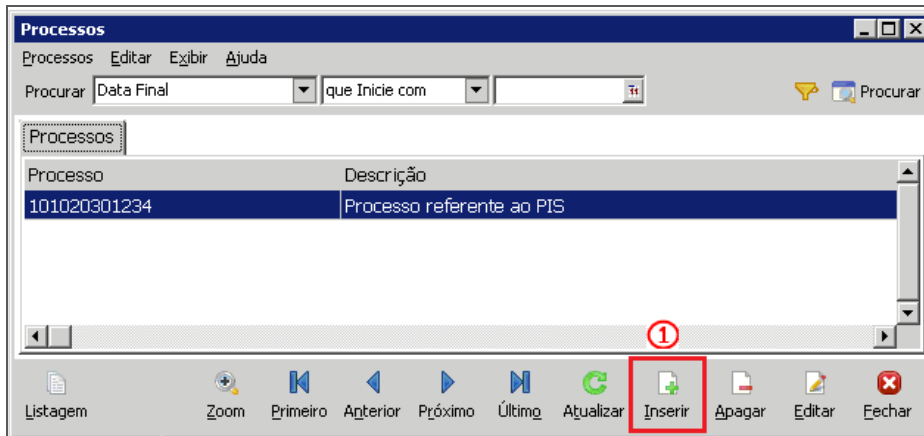 Processos
Processos Editar Exibir Ajuda
Procurar Data Final que Inicie com Procurar
Processos
Processo Descrição
101020301234 Processo referente ao PIS
1
Listagem Zoom Primeiro Anterior Próximo Último Atualizar Inserir Apagar Editar Fechar